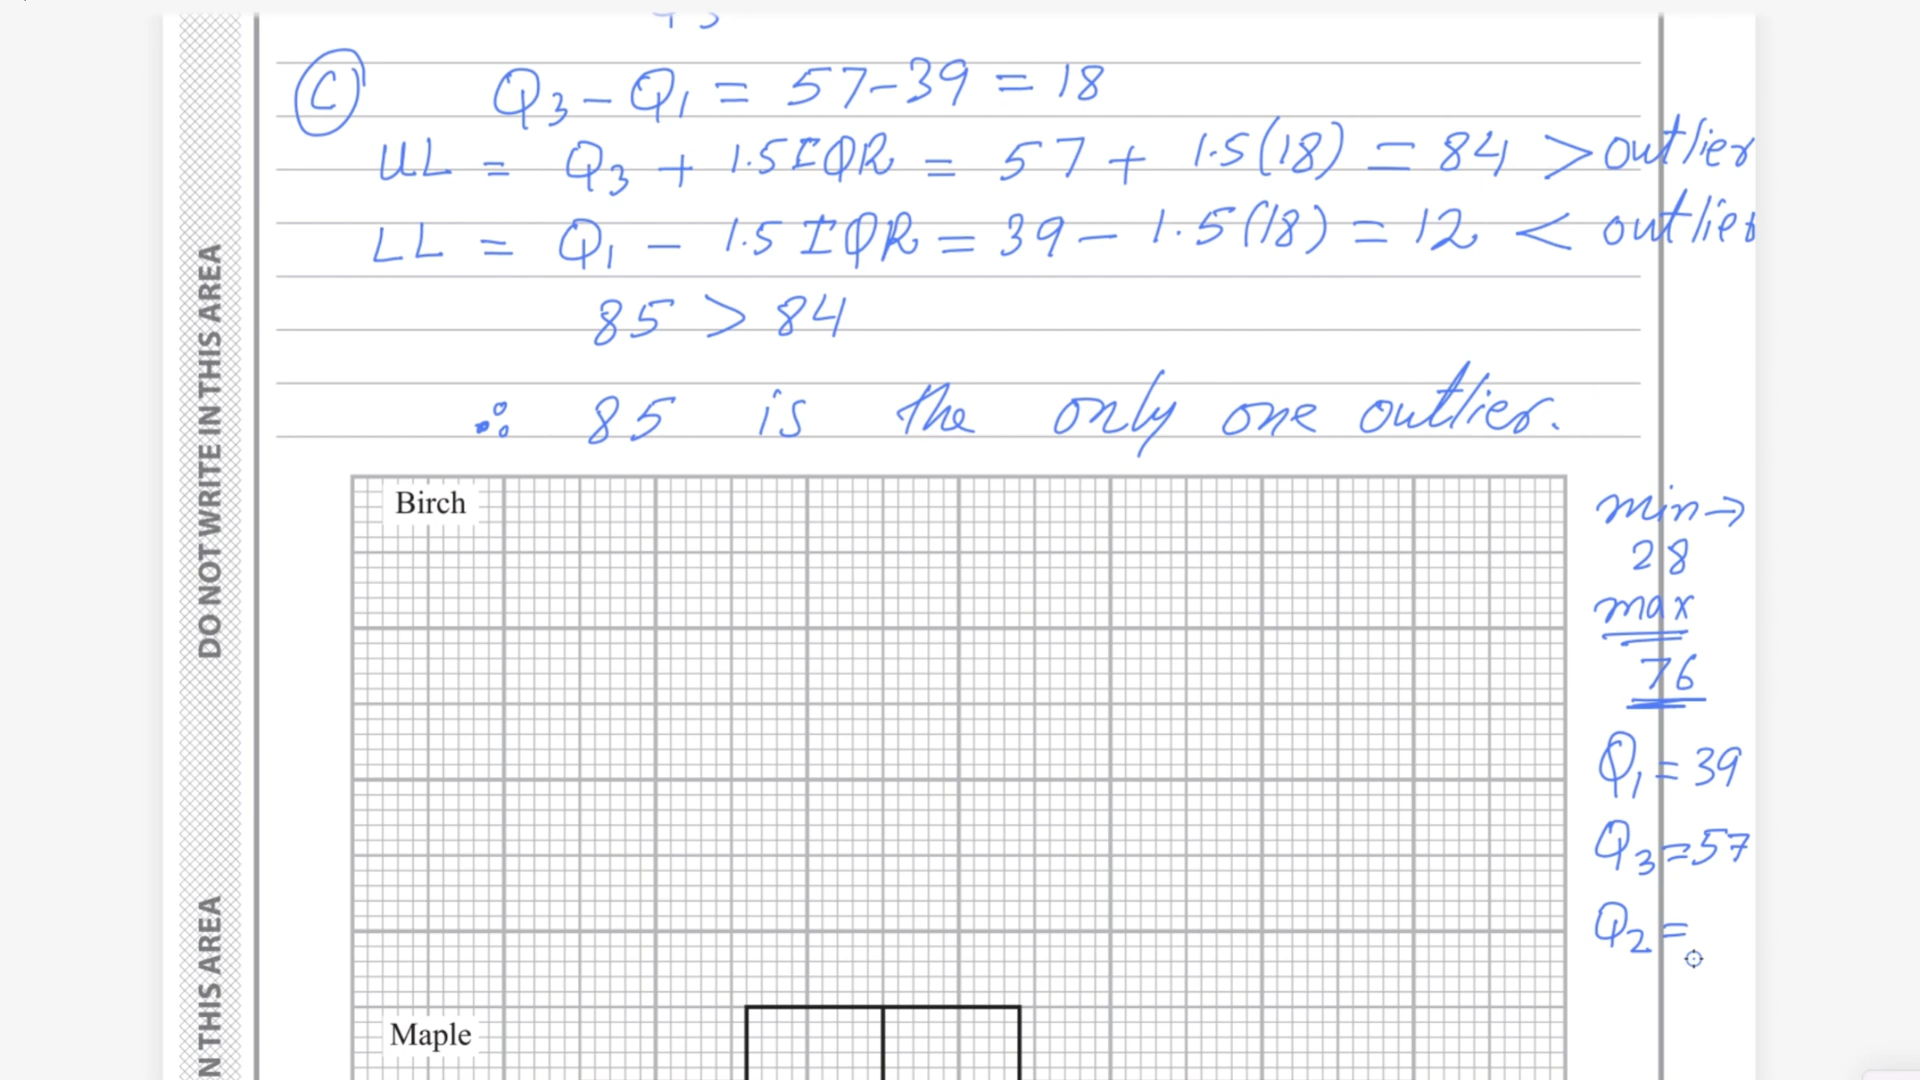 C Q3 - Q1 = 57-39 = 18
UL = Q3 + 1.5IQR = 57 + 1.5(18) = 84 > outlier
LL = Q1 - 1.5 IQR = 39 - 1.5(18) = 12 < outlier
85 > 84
∴ 85 is the only one outlier.
Birch
min →
28
max
76
Q1 = 39
Q3 = 57
Q2 =
Maple
DO NOT WRITE IN THIS AREA
N THIS AREA